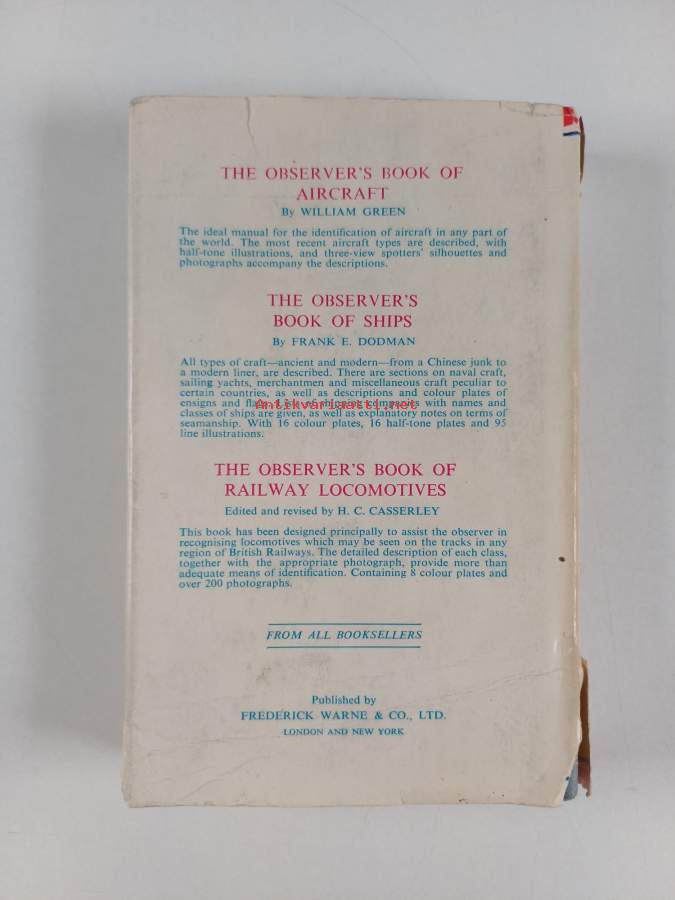 THE OBSERVER'S BOOK OF
AIRCRAFT
By WILLIAM GREEN
The ideal manual for the identification of aircraft in any part of
the world. The most recent aircraft types are described, with
half-tone illustrations, and three-view spotters' silhouettes and
photographs accompany the descriptions.
THE OBSERVER'S
BOOK OF SHIPS
By FRANK E. DODMAN
All types of craft—ancient and modern—from a Chinese junk to
a modern liner, are described. There are sections on naval craft,
sailing yachts, merchantmen and miscellaneous craft peculiar to
certain countries, as well as descriptions and colour plates of
ensigns and of shipping companies with names and
Antikvariaatti.net
classes of ships are given, as well as explanatory notes on terms of
seamanship. With 16 colour plates, 16 half-tone plates and 95
line illustrations.
THE OBSERVER'S BOOK OF
RAILWAY LOCOMOTIVES
Edited and revised by H. C. CASSERLEY
This book has been designed principally to assist the observer in
recognising locomotives which may be seen on the tracks in any
region of British Railways. The detailed description of each class,
together with the appropriate photograph, provide more than
adequate means of identification. Containing 8 colour plates and
over 200 photographs.
FROM ALL BOOKSELLERS
Published by
FREDERICK WARNE & CO., LTD.
LONDON AND NEW YORK